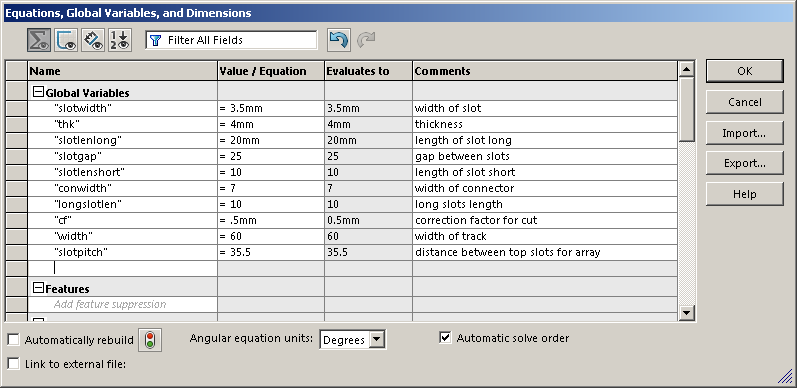 Equations, Global Variables, and Dimensions
Filter All Fields
Name Value / Equation Evaluates to Comments
Global Variables
"slotwidth" = 3.5mm 3.5mm width of slot
"thk" = 4mm 4mm thickness
"slotlenlong" = 20mm 20mm length of slot long
"slotgap" = 25 25 gap between slots
"slotlenshort" = 10 10 length of slot short
"conwidth" = 7 7 width of connector
"longslotlen" = 10 10 long slots length
"cf" = .5mm 0.5mm correction factor for cut
"width" = 60 60 width of track
"slotpitch" = 35.5 35.5 distance between top slots for array
Features
Add feature suppression
OK
Cancel
Import...
Export...
Help
Automatically rebuild Angular equation units: Degrees Automatic solve order
Link to external file: